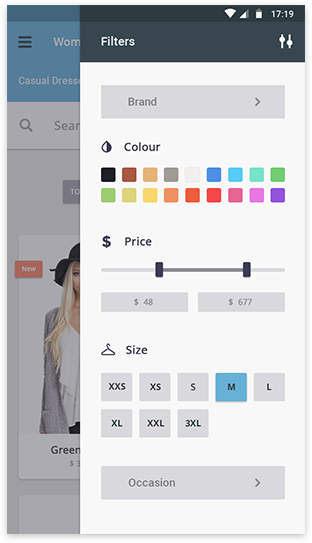 17:19
Wom
Filters
Casual Dresse
Brand
Sear
Colour
TO
Price
New
$ 48
$ 677
Size
XXS XS S M L
XL XXL 3XL
Green
$ 3
Occasion